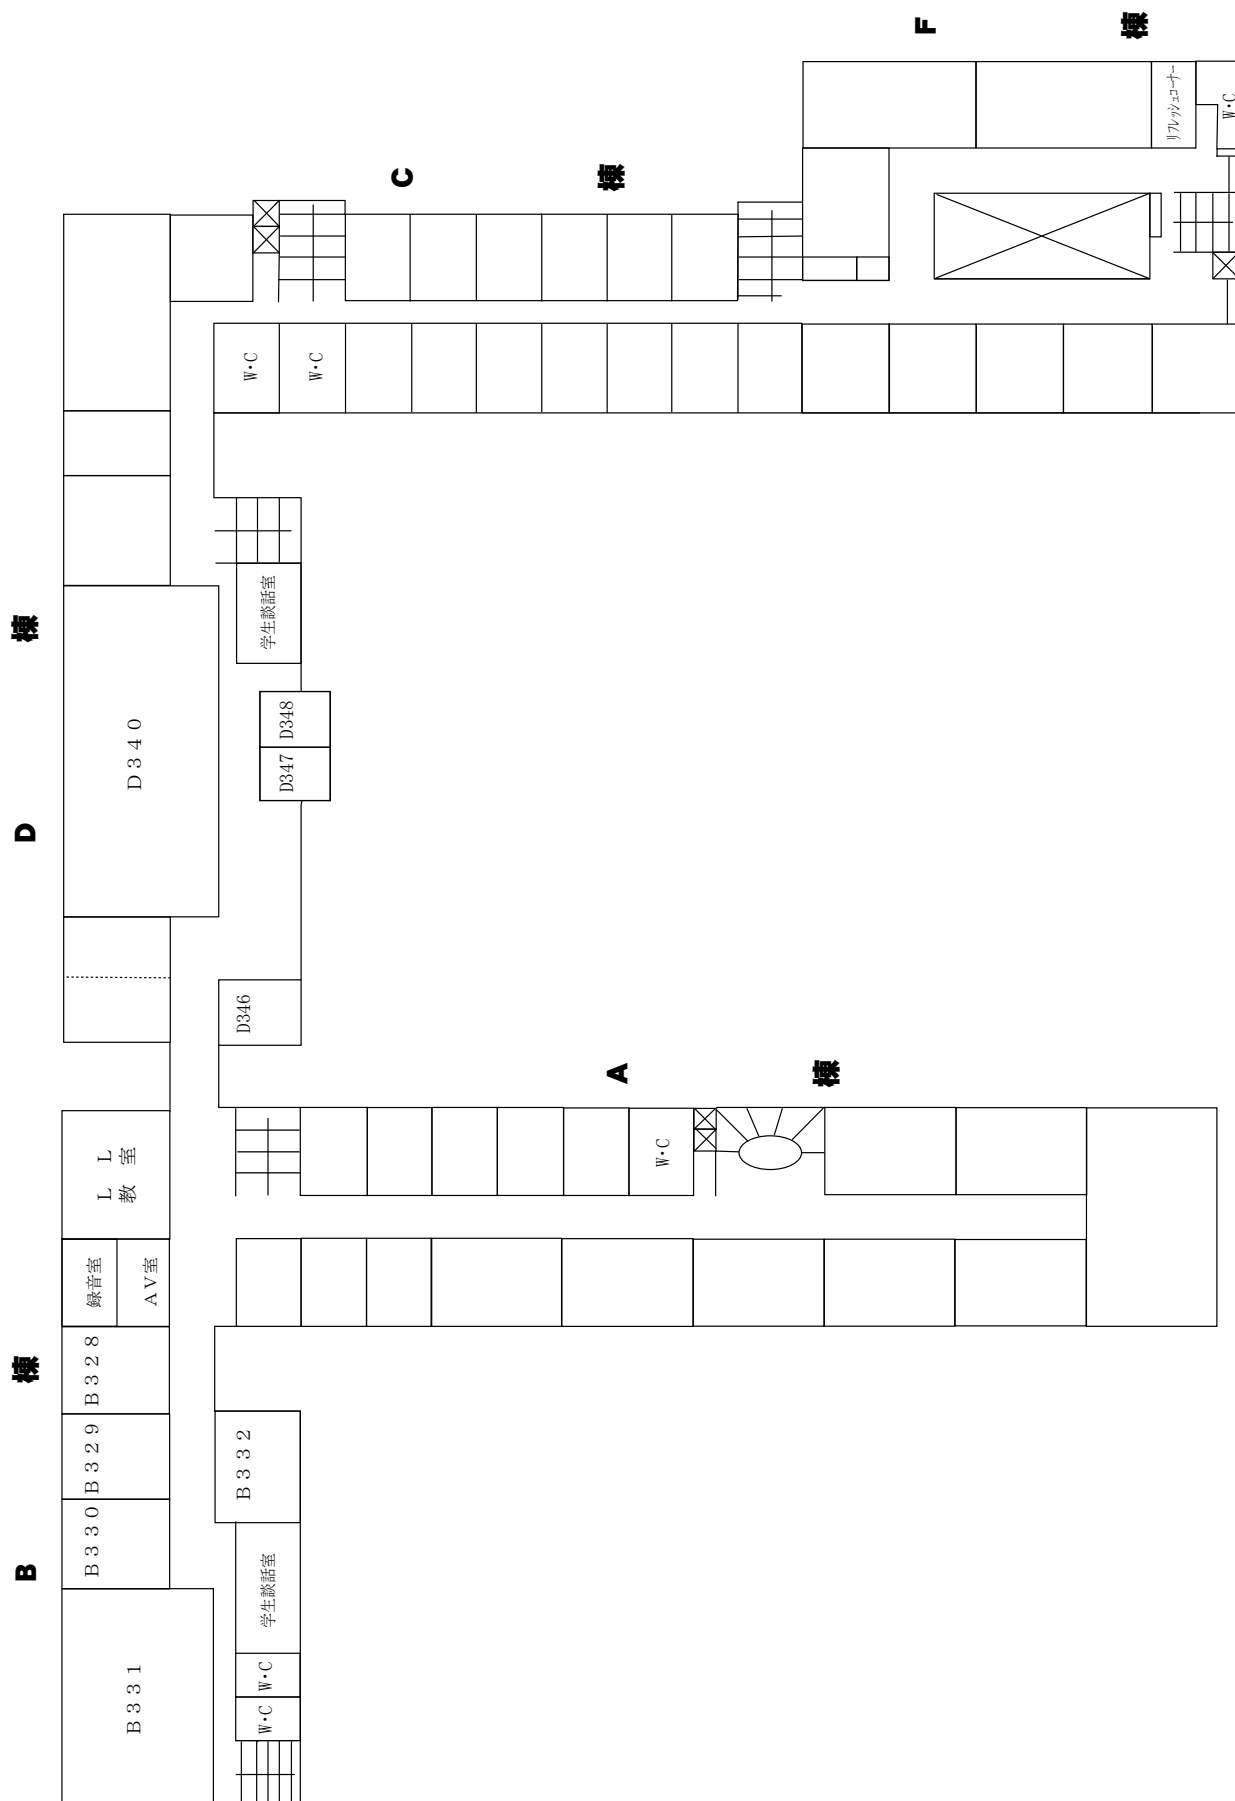 B　棟
D　棟
A　棟
C　棟
F　棟
B331
B330
B329
B328
録音室
AV室
LL
教室
D340
W・C
W・C
学生談話室
B332
D346
D347
D348
学生談話室
W・C
W・C
W・C
リフレッシュコーナー
W・C